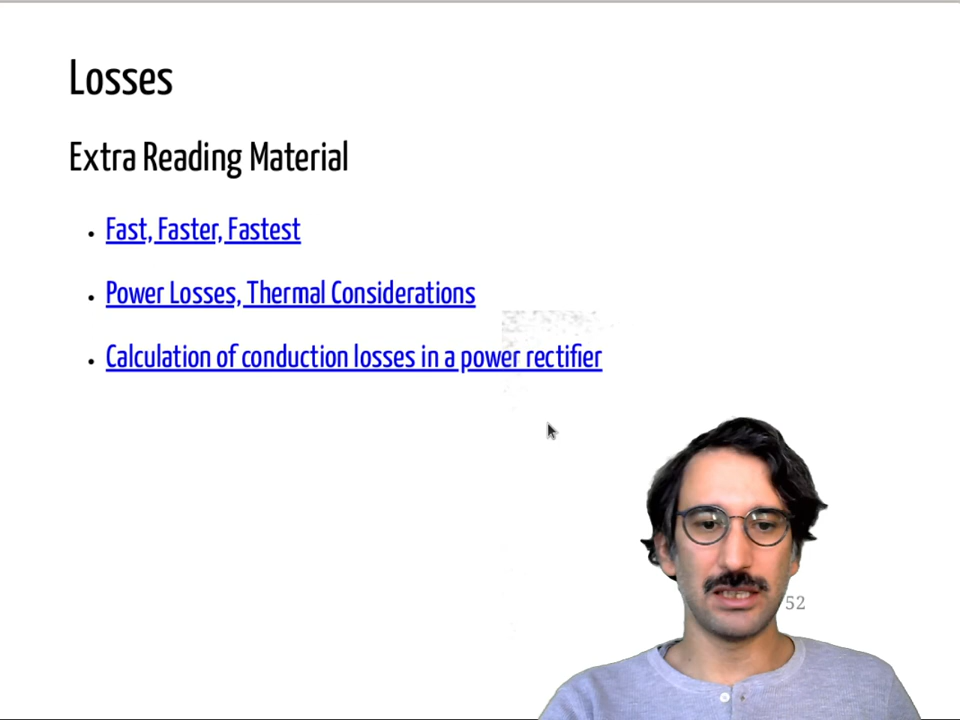 Losses
Extra Reading Material
• Fast, Faster, Fastest
• Power Losses, Thermal Considerations
• Calculation of conduction losses in a power rectifier
52